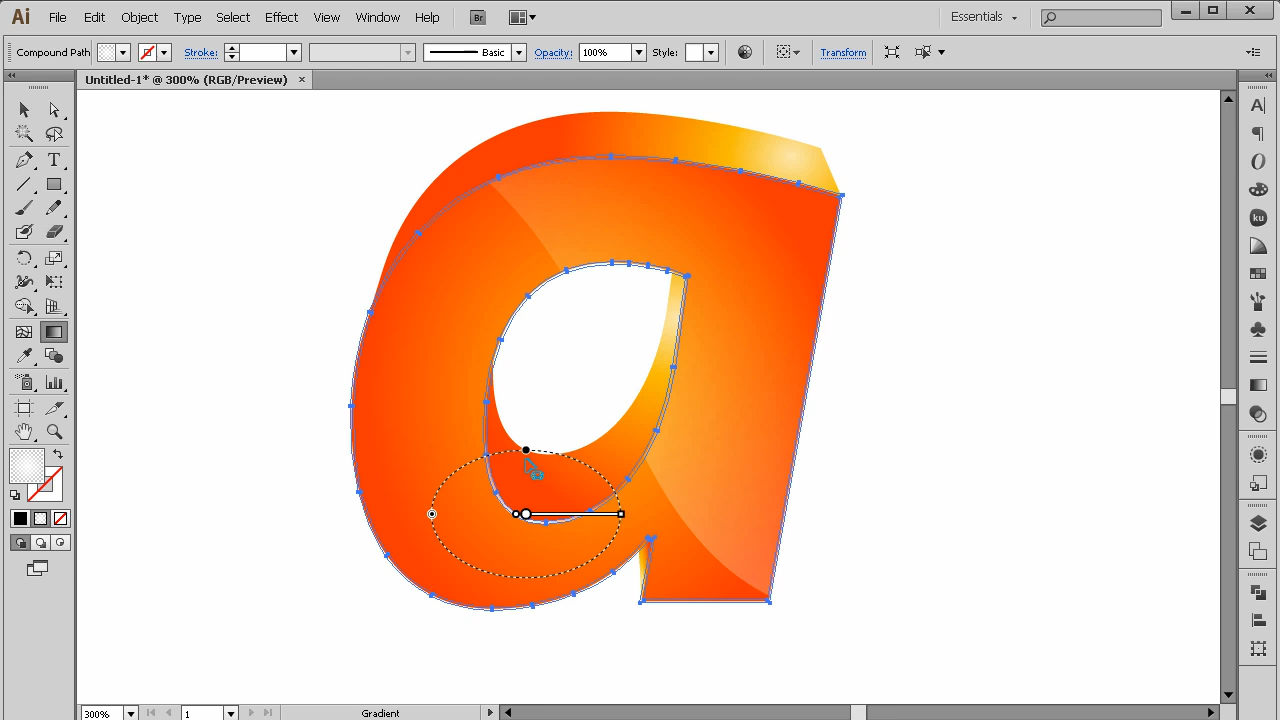 Ai File Edit Object Type Select Effect View Window Help Br Essentials
Compound Path Stroke: Basic Opacity: 100% Style: Transform
Untitled-1* @ 300% (RGB/Preview) ×
a
ku
300% 1 Gradient